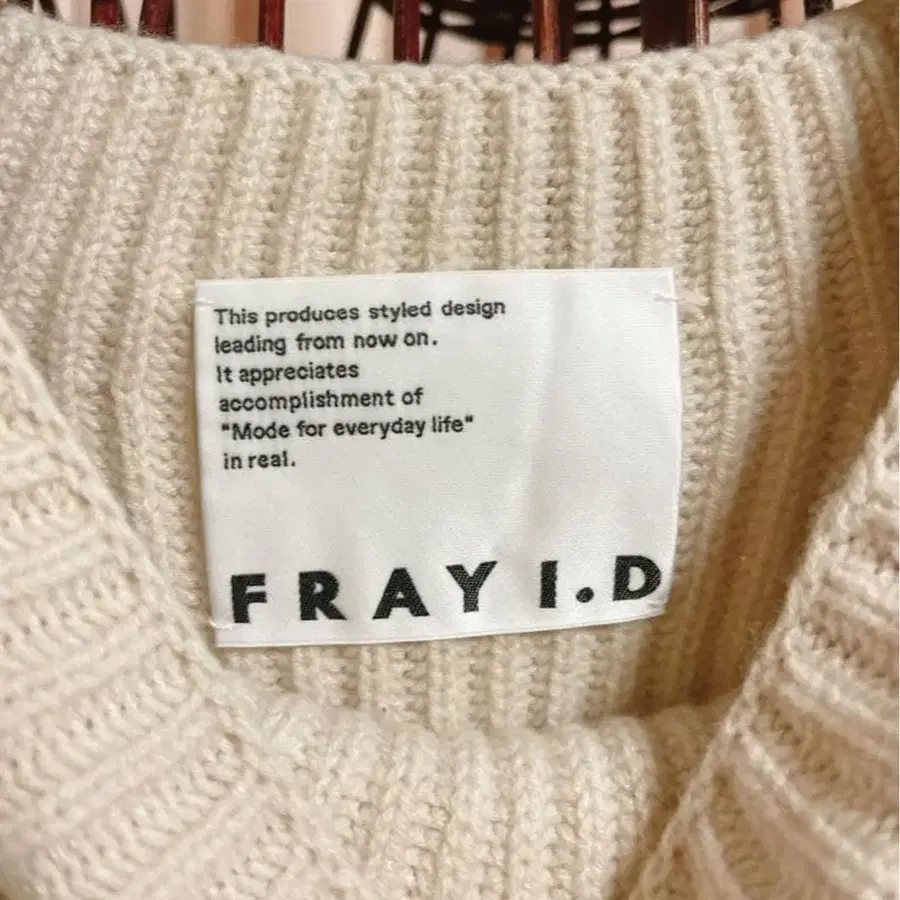 This produces styled design
leading from now on.
It appreciates
accomplishment of
"Mode for everyday life"
in real.
FRAY I.D